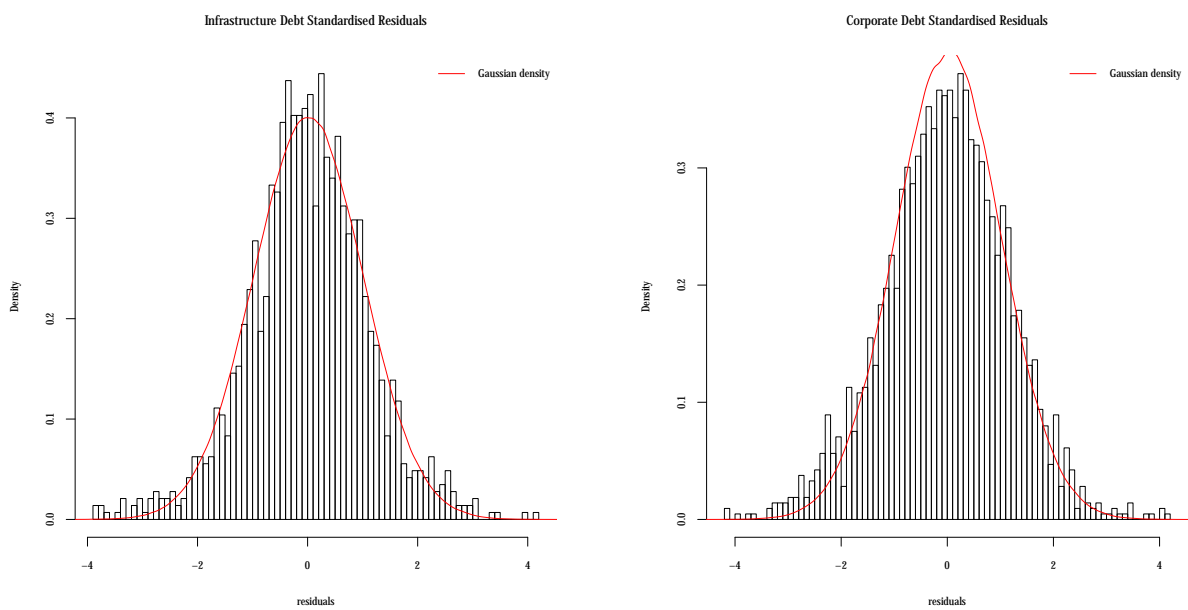 Infrastructure Debt Standardised Residuals
Gaussian density
Density
0.0
0.1
0.2
0.3
0.4
−4
−2
0
2
4
residuals
Corporate Debt Standardised Residuals
Gaussian density
Density
0.0
0.1
0.2
0.3
−4
−2
0
2
4
residuals